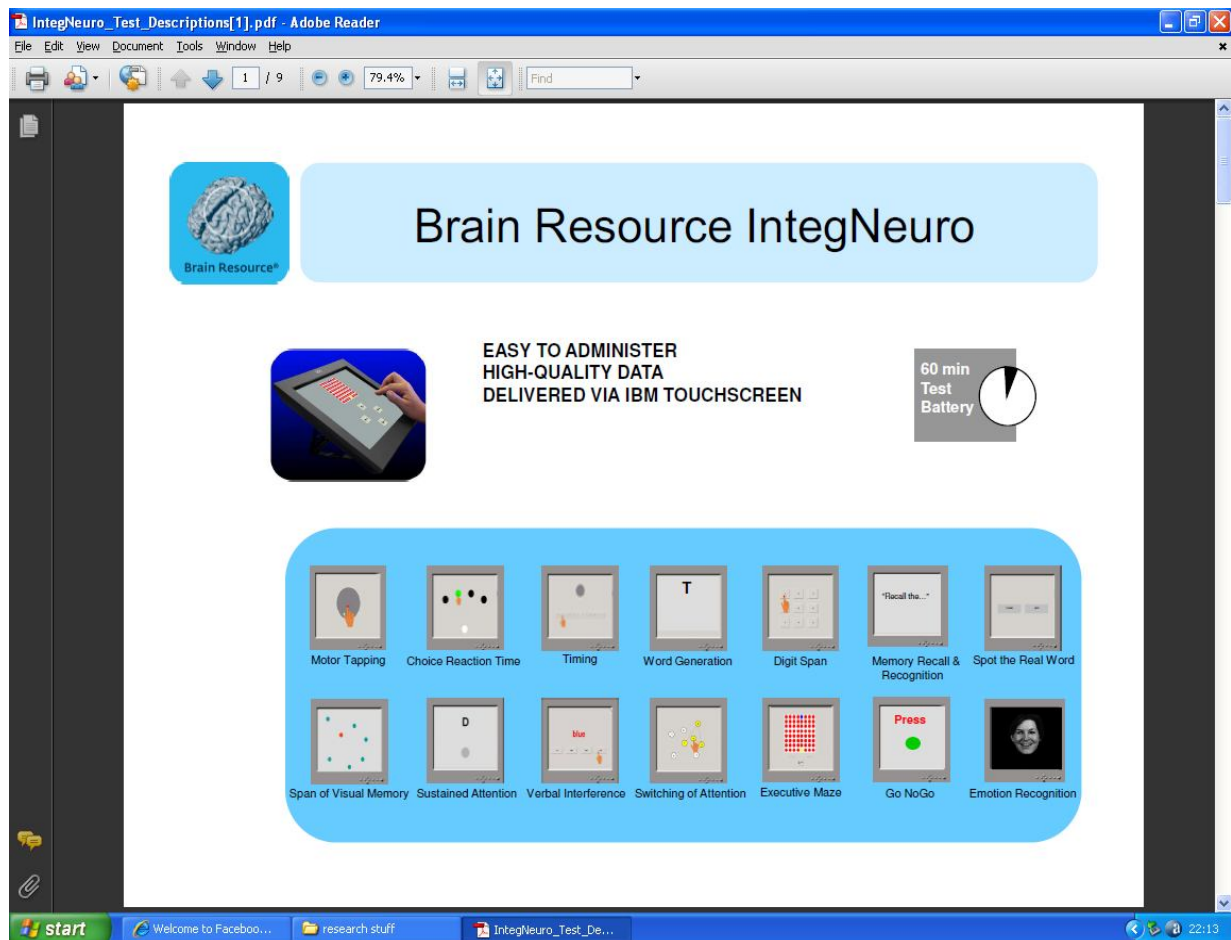 IntegNeuro_Test_Descriptions[1].pdf - Adobe Reader
File Edit View Document Tools Window Help
1 / 9 79.4% Find
Brain Resource®
Brain Resource IntegNeuro
EASY TO ADMINISTER
HIGH-QUALITY DATA
DELIVERED VIA IBM TOUCHSCREEN
60 min
Test
Battery
T
"Recall the..."
Motor Tapping
Choice Reaction Time
Timing
Word Generation
Digit Span
Memory Recall &
Recognition
Spot the Real Word
D
blue
Press
Span of Visual Memory
Sustained Attention
Verbal Interference
Switching of Attention
Executive Maze
Go NoGo
Emotion Recognition
start
Welcome to Faceboo...
research stuff
IntegNeuro_Test_De...
22:13